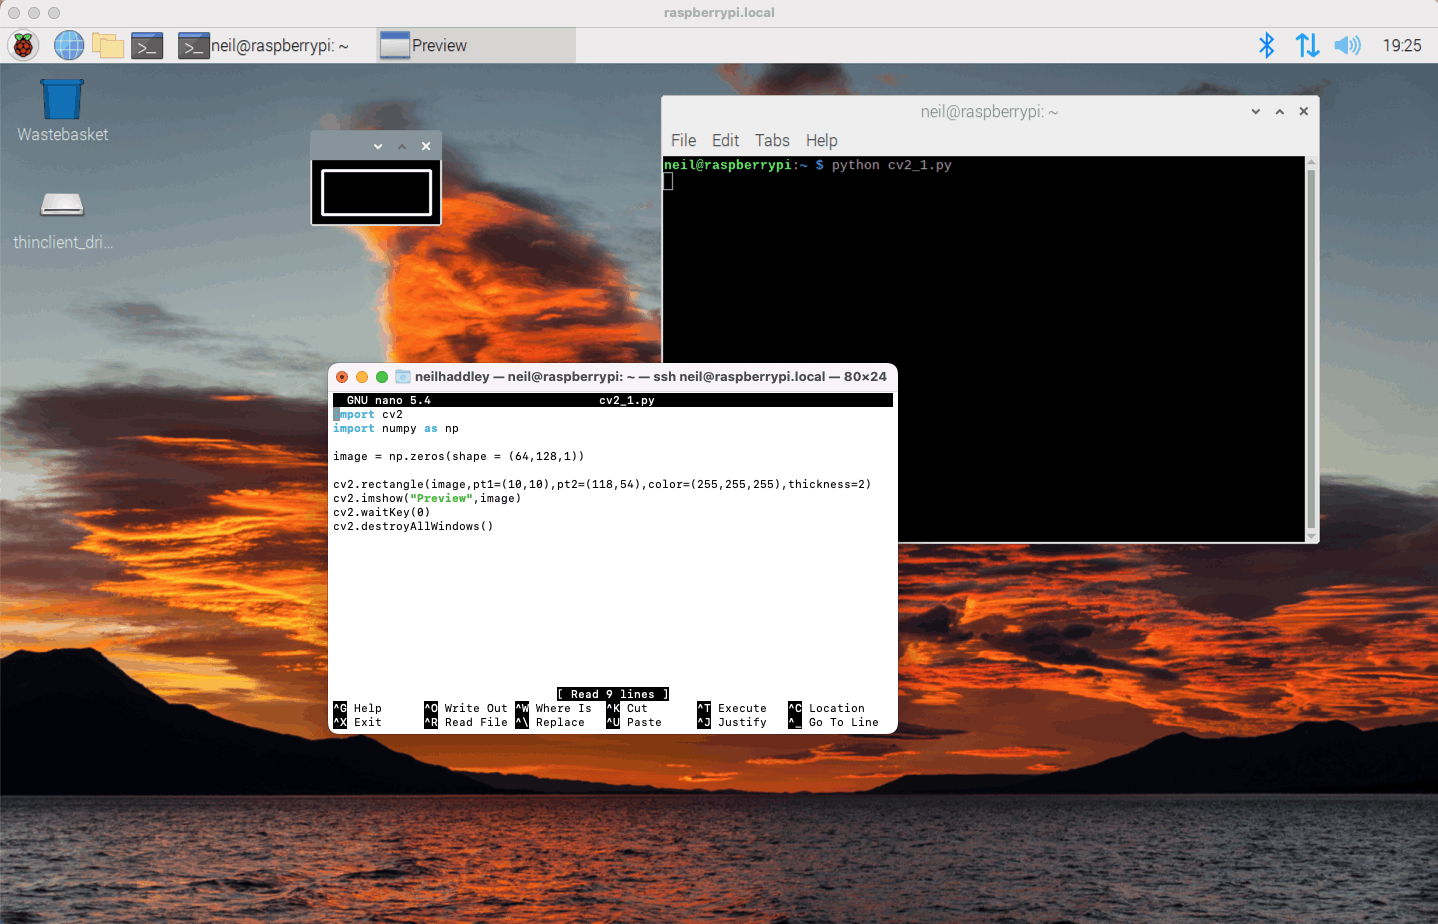 raspberrypi.local
neil@raspberrypi: ~
Preview
19:25
Wastebasket
thinclient_dri...
neil@raspberrypi: ~
File Edit Tabs Help
neil@raspberrypi:~ $ python cv2_1.py
neilhaddley — neil@raspberrypi: ~ — ssh neil@raspberrypi.local — 80×24
GNU nano 5.4 cv2_1.py
import cv2
import numpy as np
image = np.zeros(shape = (64,128,1))
cv2.rectangle(image,pt1=(10,10),pt2=(118,54),color=(255,255,255),thickness=2)
cv2.imshow("Preview",image)
cv2.waitKey(0)
cv2.destroyAllWindows()
[ Read 9 lines ]
^G Help ^O Write Out ^W Where Is ^K Cut ^T Execute ^C Location
^X Exit ^R Read File ^\ Replace ^U Paste ^J Justify ^_ Go To Line